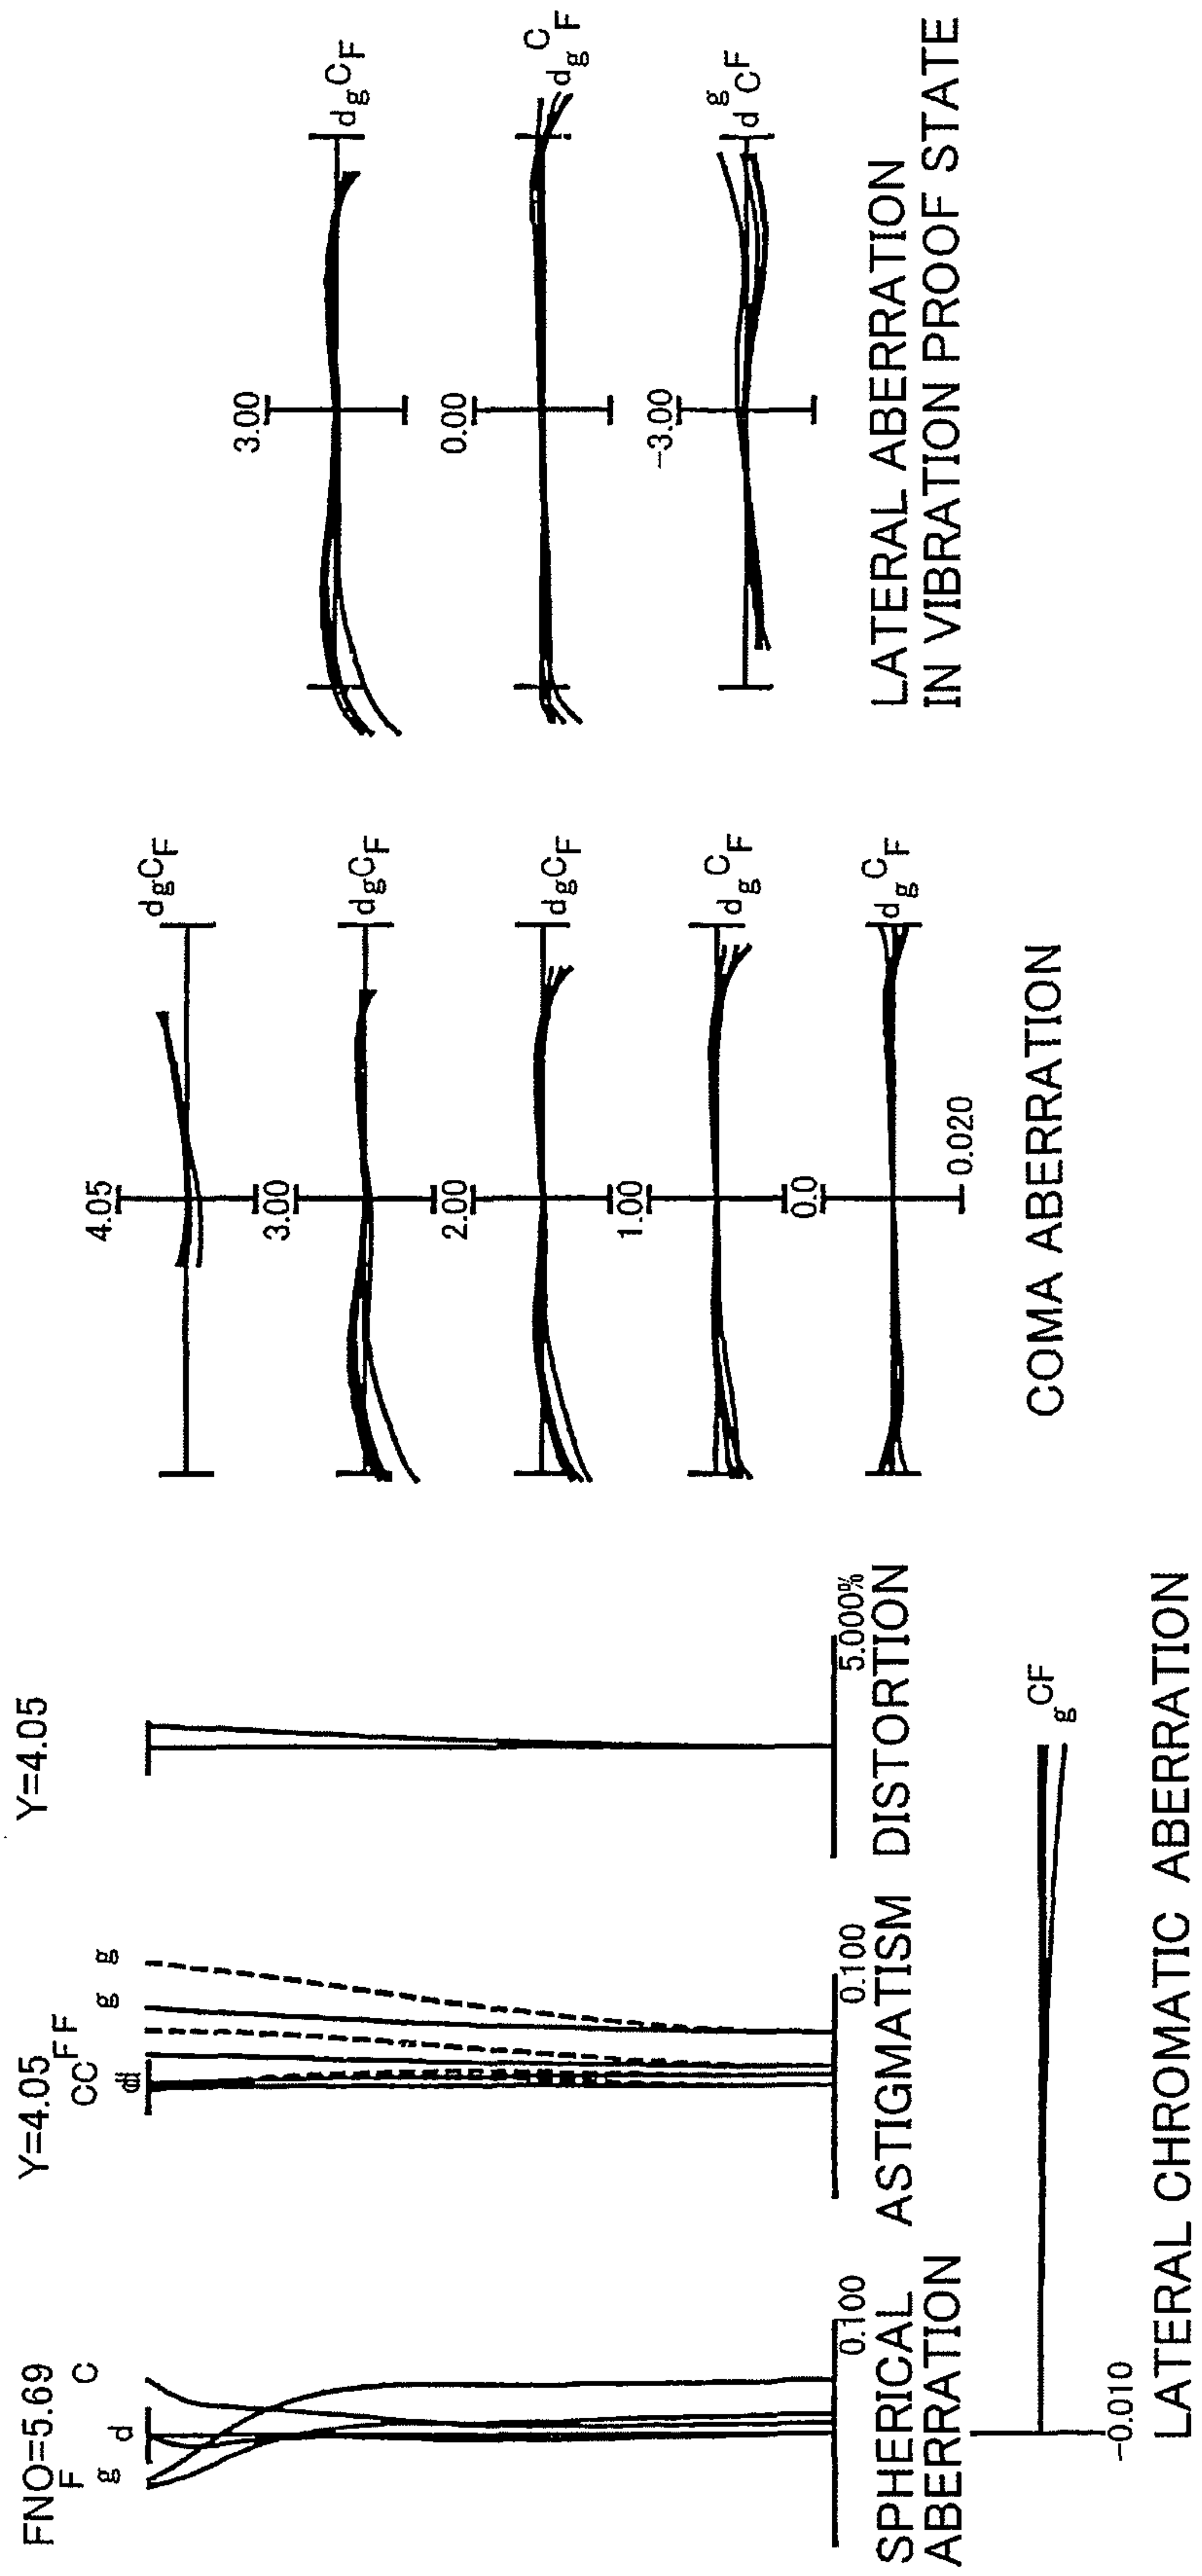 FNO=5.69
F
g
d
C
0.100
SPHERICAL
ABERRATION
Y=4.05
CC
F F
g
g
dd
0.100
ASTIGMATISM
Y=4.05
5.000%
DISTORTION
4.05
d g C F
3.00
d g C F
2.00
d g C F
1.00
d g C F
0.0
d g C F
0.020
COMA ABERRATION
3.00
d g C F
0.00
d g C F
-3.00
d g C F
LATERAL ABERRATION
IN VIBRATION PROOF STATE
g CF
-0.010
LATERAL CHROMATIC ABERRATION